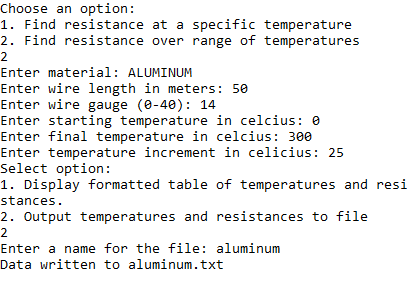 Choose an option:
1. Find resistance at a specific temperature
2. Find resistance over range of temperatures
2
Enter material: ALUMINUM
Enter wire length in meters: 50
Enter wire gauge (0-40): 14
Enter starting temperature in celcius: 0
Enter final temperature in celcius: 300
Enter temperature increment in celicius: 25
Select option:
1. Display formatted table of temperatures and resi
stances.
2. Output temperatures and resistances to file
2
Enter a name for the file: aluminum
Data written to aluminum.txt